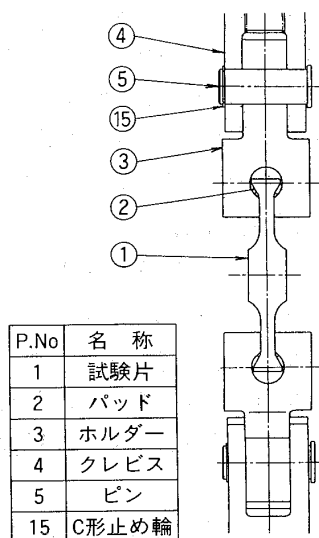 ④
⑤
⑮
③
②
①
P.No 名 称
1 試験片
2 パッド
3 ホルダー
4 クレビス
5 ピン
15 C形止め輪